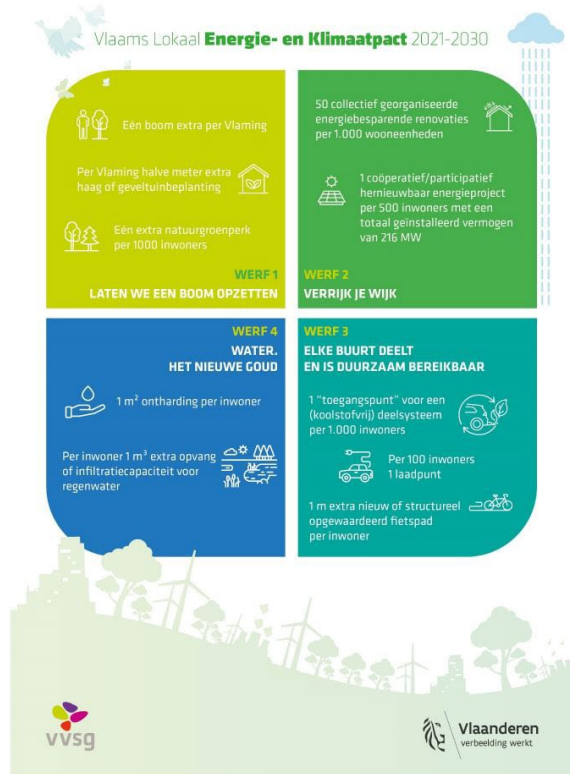 Vlaams Lokaal Energie- en Klimaatpact 2021-2030
Eén boom extra per Vlaming
Per Vlaming halve meter extra
haag of geveltuinbeplanting
Eén extra natuurgroenperk
per 1000 inwoners
WERF 1
LATEN WE EEN BOOM OPZETTEN
50 collectief georganiseerde
energiebesparende renovaties
per 1.000 wooneenheden
1 coöperatief/participatief
hernieuwbaar energieproject
per 500 inwoners met een
totaal geïnstalleerd vermogen
van 216 MW
WERF 2
VERRIJK JE WIJK
WERF 4
WATER.
HET NIEUWE GOUD
1 m² ontharding per inwoner
Per inwoner 1 m³ extra opvang
of infiltratiecapaciteit voor
regenwater
WERF 3
ELKE BUURT DEELT
EN IS DUURZAAM BEREIKBAAR
1 “toegangspunt” voor een
(koolstofvrij) deelsysteem
per 1.000 inwoners
Per 100 inwoners
1 laadpunt
1 m extra nieuw of structureel
opgewaardeerd fietspad
per inwoner
vvsg
Vlaanderen
verbeelding werkt